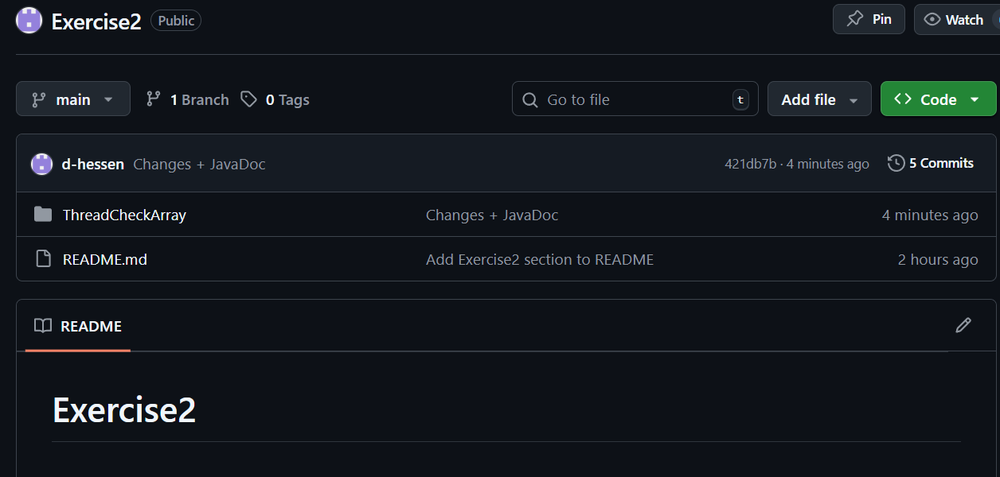 Exercise2 Public Pin Watch
main 1 Branch 0 Tags Go to file t Add file Code
d-hessen Changes + JavaDoc 421db7b · 4 minutes ago 5 Commits
ThreadCheckArray Changes + JavaDoc 4 minutes ago
README.md Add Exercise2 section to README 2 hours ago
README
Exercise2